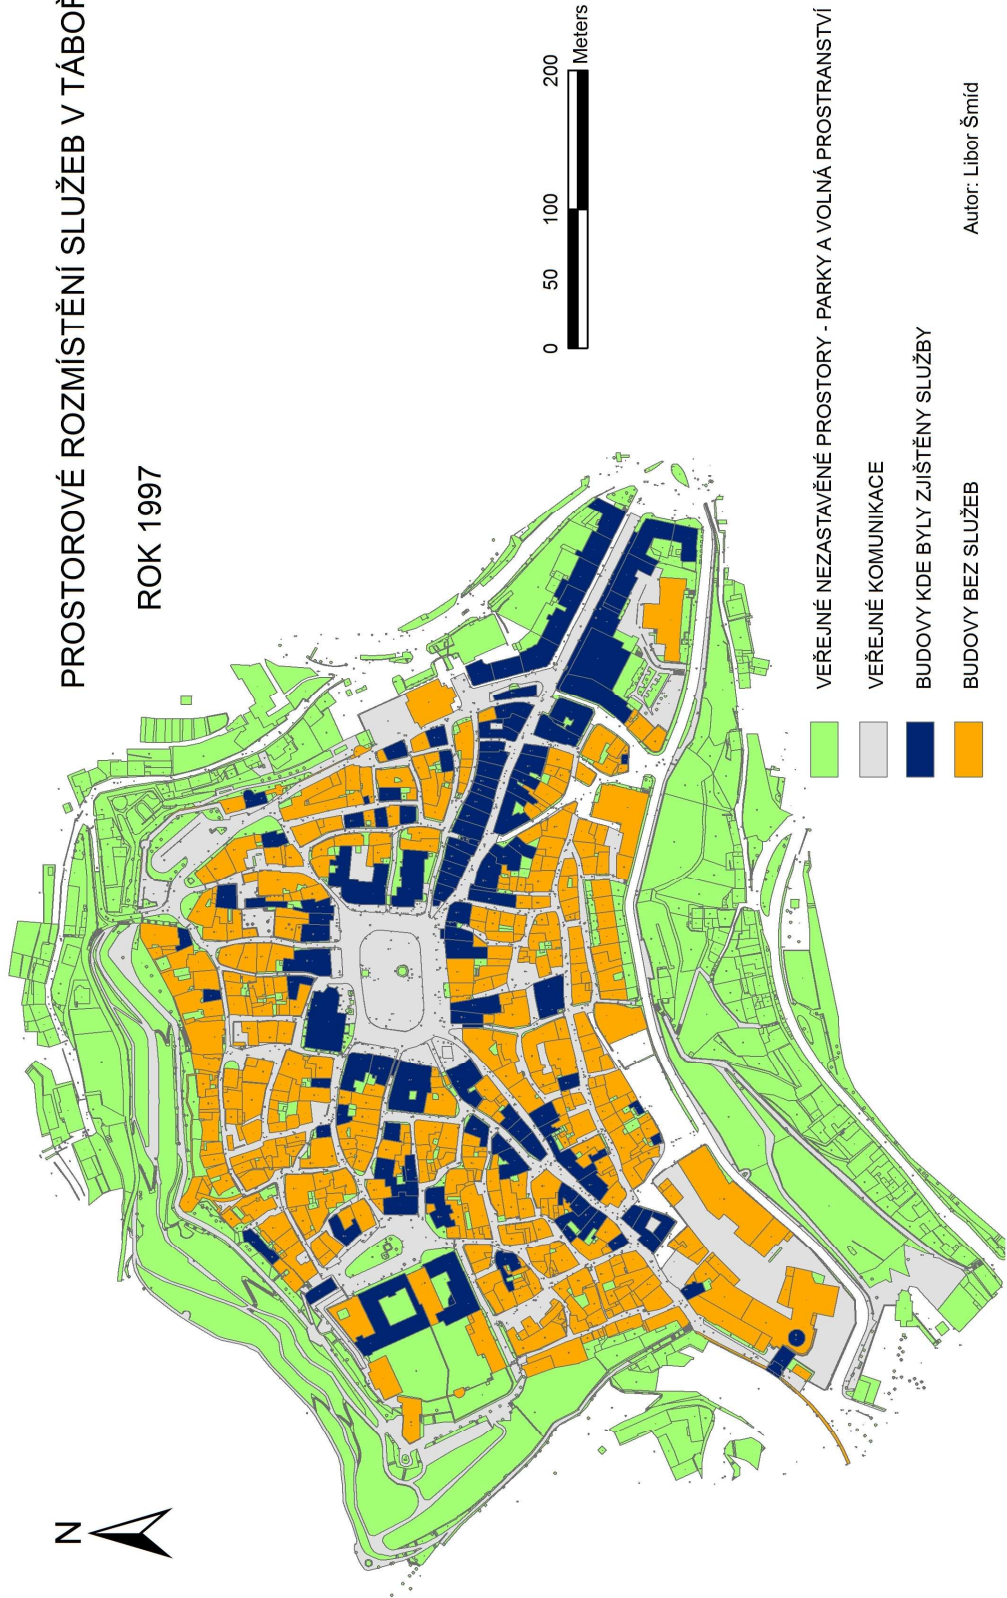 PROSTOROVÉ ROZMÍSTĚNÍ SLUŽEB V TÁBOŘ
ROK 1997
N
0 50 100 200
Meters
VEŘEJNÉ NEZASTAVĚNÉ PROSTORY - PARKY A VOLNÁ PROSTRANSTVÍ
VEŘEJNÉ KOMUNIKACE
BUDOVY KDE BYLY ZJIŠTĚNY SLUŽBY
BUDOVY BEZ SLUŽEB
Autor: Libor Šmíd